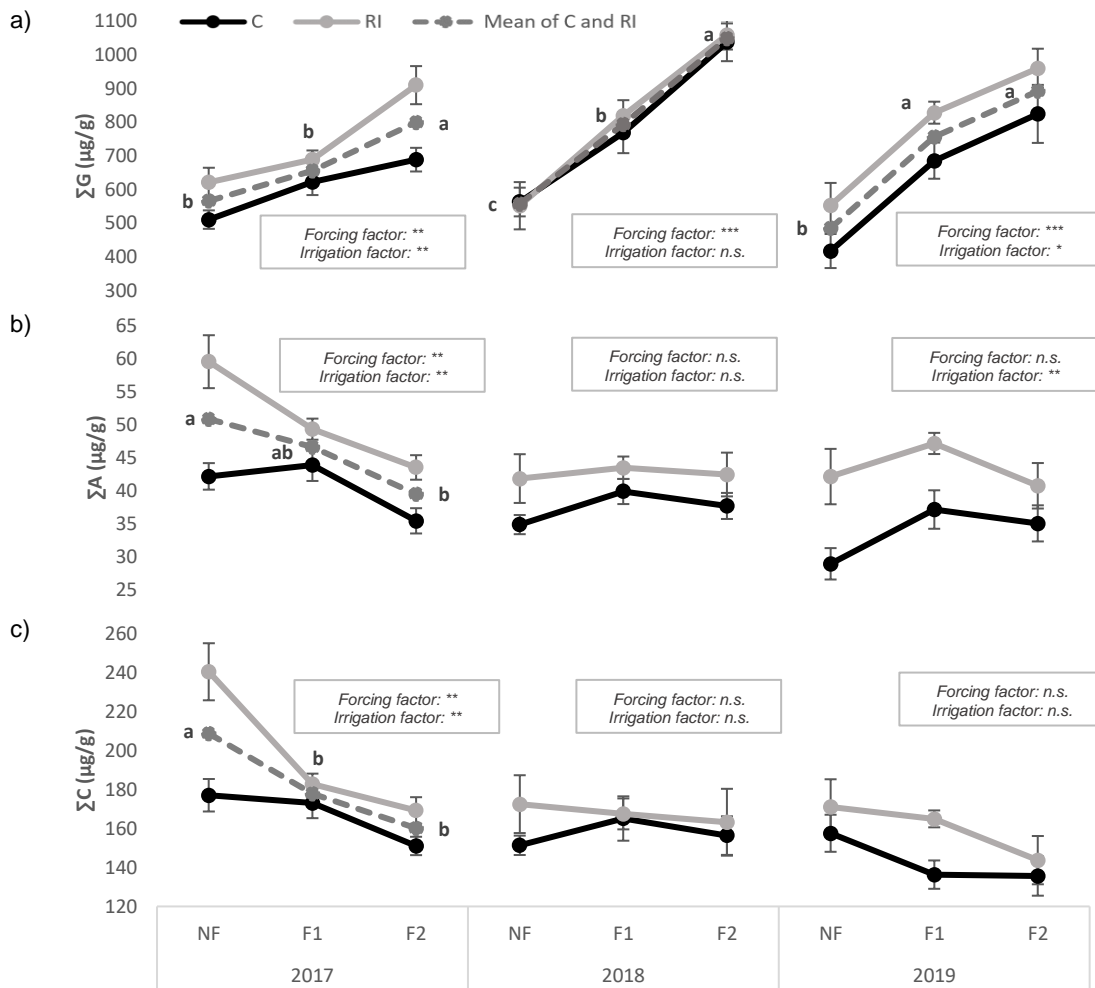 a)
C RI Mean of C and RI
1100
1000
900
800
700
600
500
400
300
∑G (µg/g)
b b a
c b a
b a a
Forcing factor: **
Irrigation factor: **
Forcing factor: ***
Irrigation factor: n.s.
Forcing factor: ***
Irrigation factor: *
b)
65
60
55
50
45
40
35
30
25
∑A (µg/g)
a ab b
Forcing factor: **
Irrigation factor: **
Forcing factor: n.s.
Irrigation factor: n.s.
Forcing factor: n.s.
Irrigation factor: **
c)
260
240
220
200
180
160
140
120
∑C (µg/g)
a b b
Forcing factor: **
Irrigation factor: **
Forcing factor: n.s.
Irrigation factor: n.s.
Forcing factor: n.s.
Irrigation factor: n.s.
NF F1 F2 NF F1 F2 NF F1 F2
2017 2018 2019